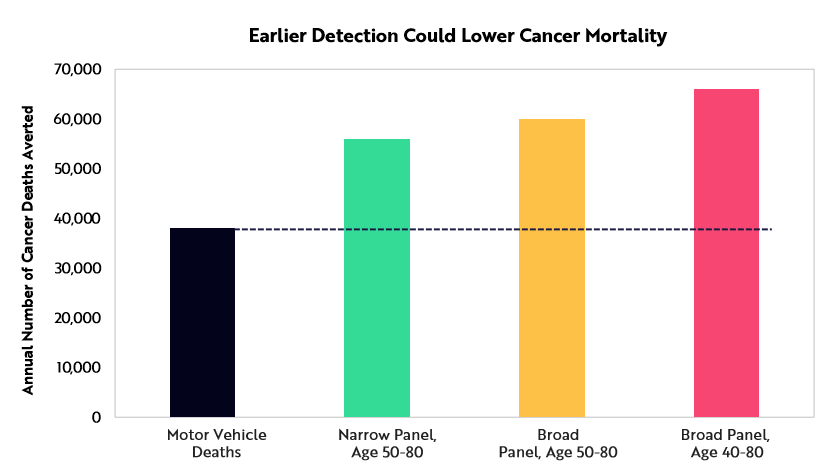 Earlier Detection Could Lower Cancer Mortality
Annual Number of Cancer Deaths Averted
70,000
60,000
50,000
40,000
30,000
20,000
10,000
0
Motor Vehicle
Deaths
Narrow Panel,
Age 50-80
Broad
Panel, Age 50-80
Broad Panel,
Age 40-80